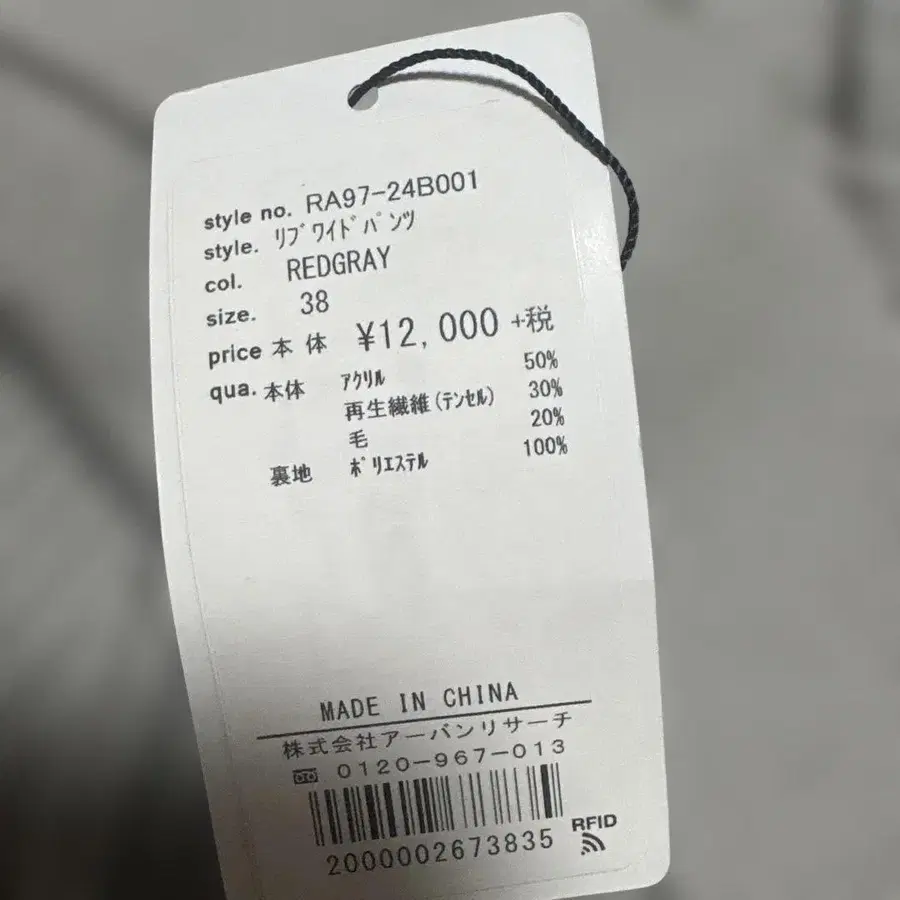 style no. RA97-24B001
style. ﾘﾌﾞﾜｲﾄﾞﾊﾟﾝﾂ
col. REDGRAY
size. 38
price 本体 ¥12,000 +税
qua. 本体 ｱｸﾘﾙ 50%
再生繊維(ﾃﾝｾﾙ) 30%
毛 20%
裏地 ﾎﾟﾘｴｽﾃﾙ 100%
MADE IN CHINA
株式会社アーバンリサーチ
0120-967-013
2000002673835
RFID